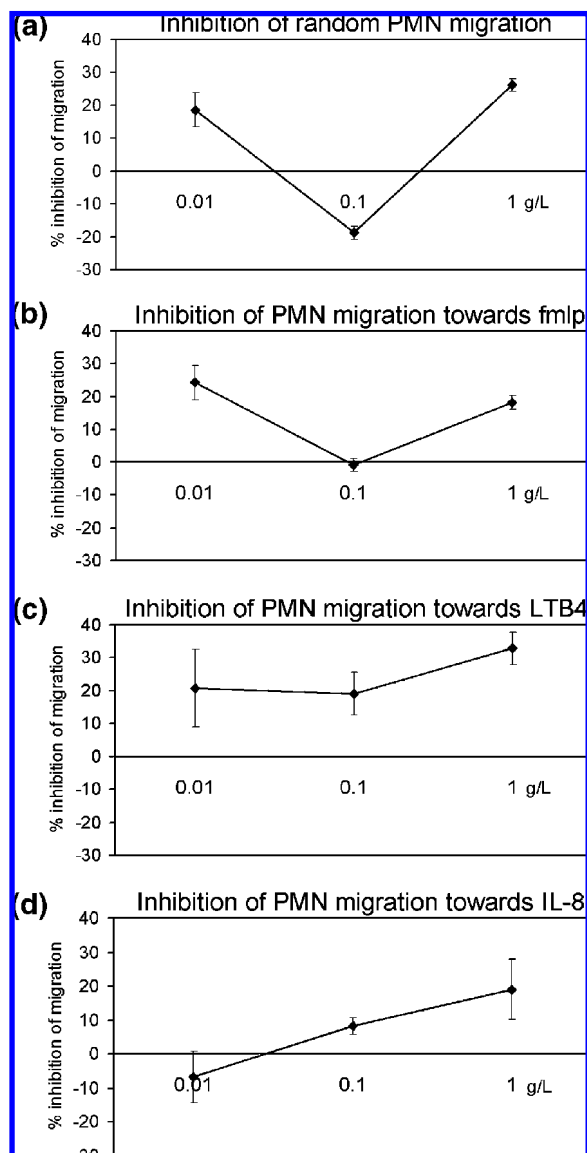 (a) Inhibition of random PMN migration
% inhibition of migration
40
30
20
10
0
-10
-20
-30
0.01 0.1 1 g/L
(b) Inhibition of PMN migration towards fmlp
% inhibition of migration
40
30
20
10
0
-10
-20
-30
0.01 0.1 1 g/L
(c) Inhibition of PMN migration towards LTB4
% inhibition of migration
40
30
20
10
0
-10
-20
-30
0.01 0.1 1 g/L
(d) Inhibition of PMN migration towards IL-8
% inhibition of migration
40
30
20
10
0
-10
-20
0.01 0.1 1 g/L